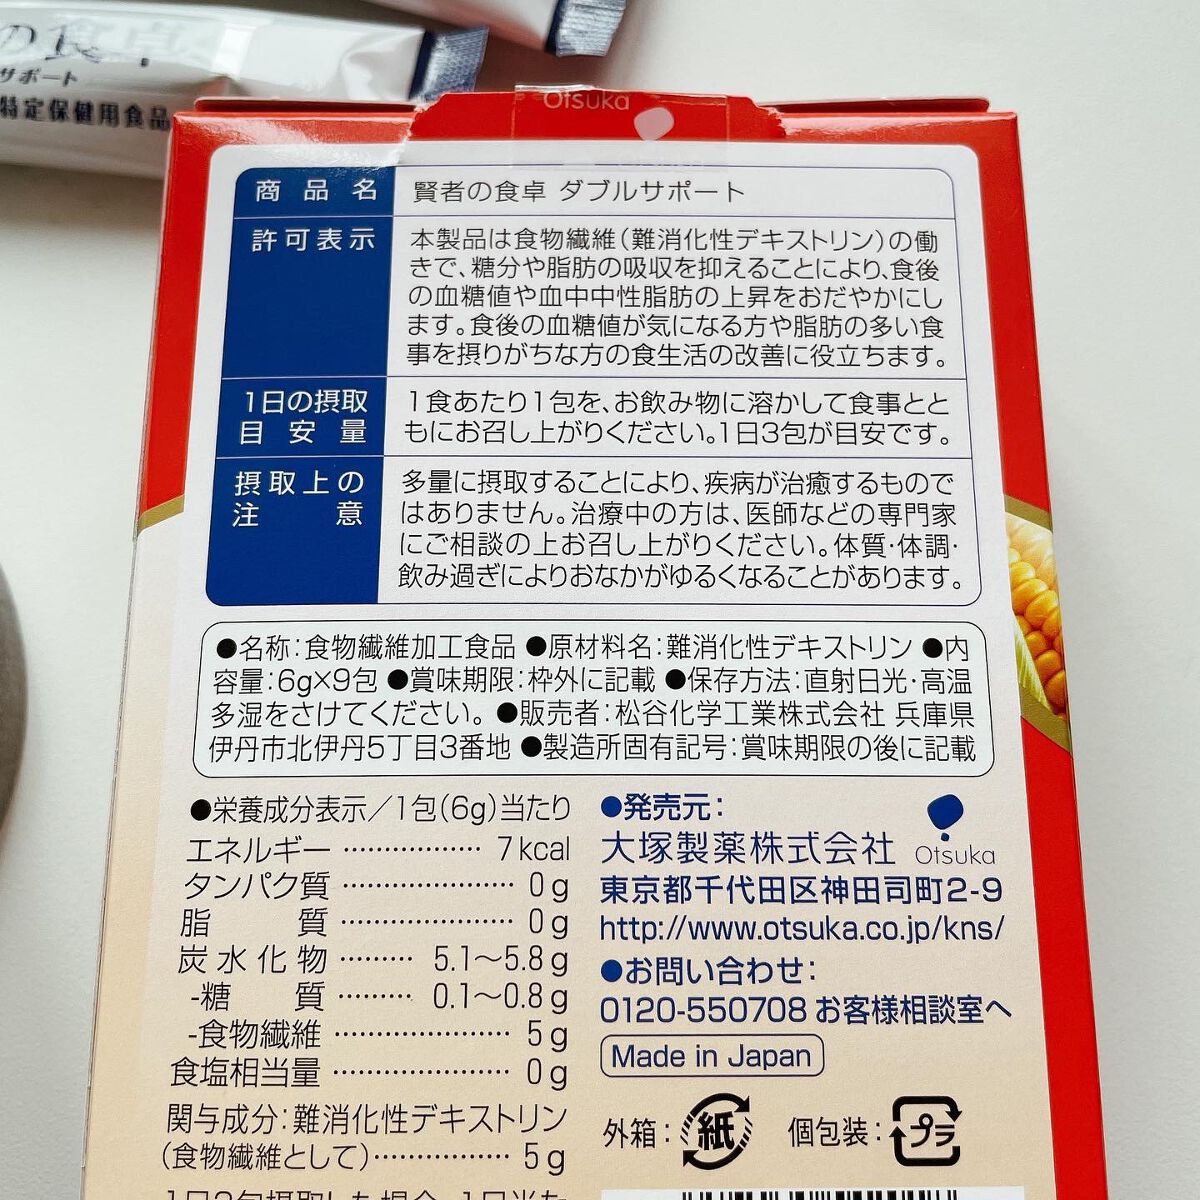 の食卓
サポート
特定保健用食品
Otsuka
商品名 賢者の食卓 ダブルサポート
許可表示 本製品は食物繊維(難消化性デキストリン)の働
きで、糖分や脂肪の吸収を抑えることにより、食後
の血糖値や血中中性脂肪の上昇をおだやかにし
ます。食後の血糖値が気になる方や脂肪の多い食
事を摂りがちな方の食生活の改善に役立ちます。
1日の摂取 1食あたり1包を、お飲み物に溶かして食事とと
目安量 もにお召し上がりください。1日3包が目安です。
摂取上の 多量に摂取することにより、疾病が治癒するもので
注意 はありません。治療中の方は、医師などの専門家
にご相談の上お召し上がりください。体質・体調・
飲み過ぎによりおなかがゆるくなることがあります。
●名称:食物繊維加工食品 ●原材料名:難消化性デキストリン ●内
容量:6g×9包 ●賞味期限:枠外に記載 ●保存方法:直射日光・高温
多湿をさけてください。 ●販売者:松谷化学工業株式会社 兵庫県
伊丹市北伊丹5丁目3番地 ●製造所固有記号:賞味期限の後に記載
●栄養成分表示/1包(6g)当たり
エネルギー ……………… 7kcal
タンパク質 ………………… 0g
脂質 ………………… 0g
炭水化物 ……… 5.1〜5.8g
-糖質 ……… 0.1〜0.8g
-食物繊維 ………………… 5g
食塩相当量 ………………… 0g
関与成分:難消化性デキストリン
(食物繊維として)…………… 5g
1日3包摂取した場合、1日当た
●発売元:
大塚製薬株式会社 Otsuka
東京都千代田区神田司町2-9
http://www.otsuka.co.jp/kns/
●お問い合わせ:
0120-550708 お客様相談室へ
Made in Japan
外箱: 紙 個包装: プラ